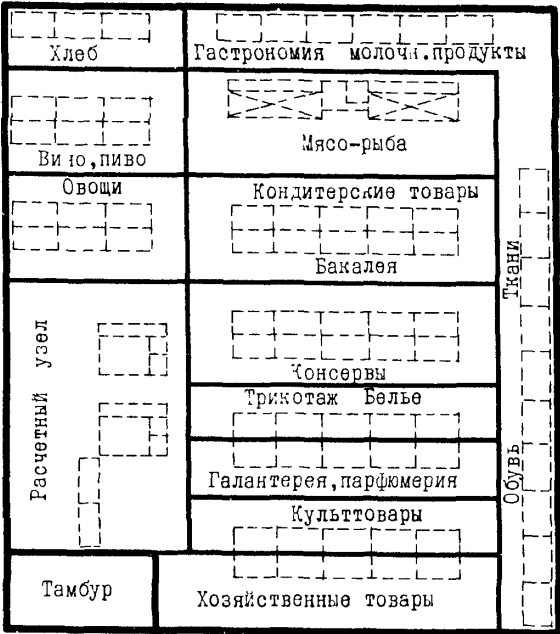 Хлеб
Гастрономия молочн.продукты
Вино,пиво
Мясо-рыба
Овощи
Кондитерские товары
Бакалея
Ткани
Расчетный узел
Консервы
Трикотаж Белье
Галантерея,парфюмерия
Обувь
Культтовары
Тамбур
Хозяйственные товары